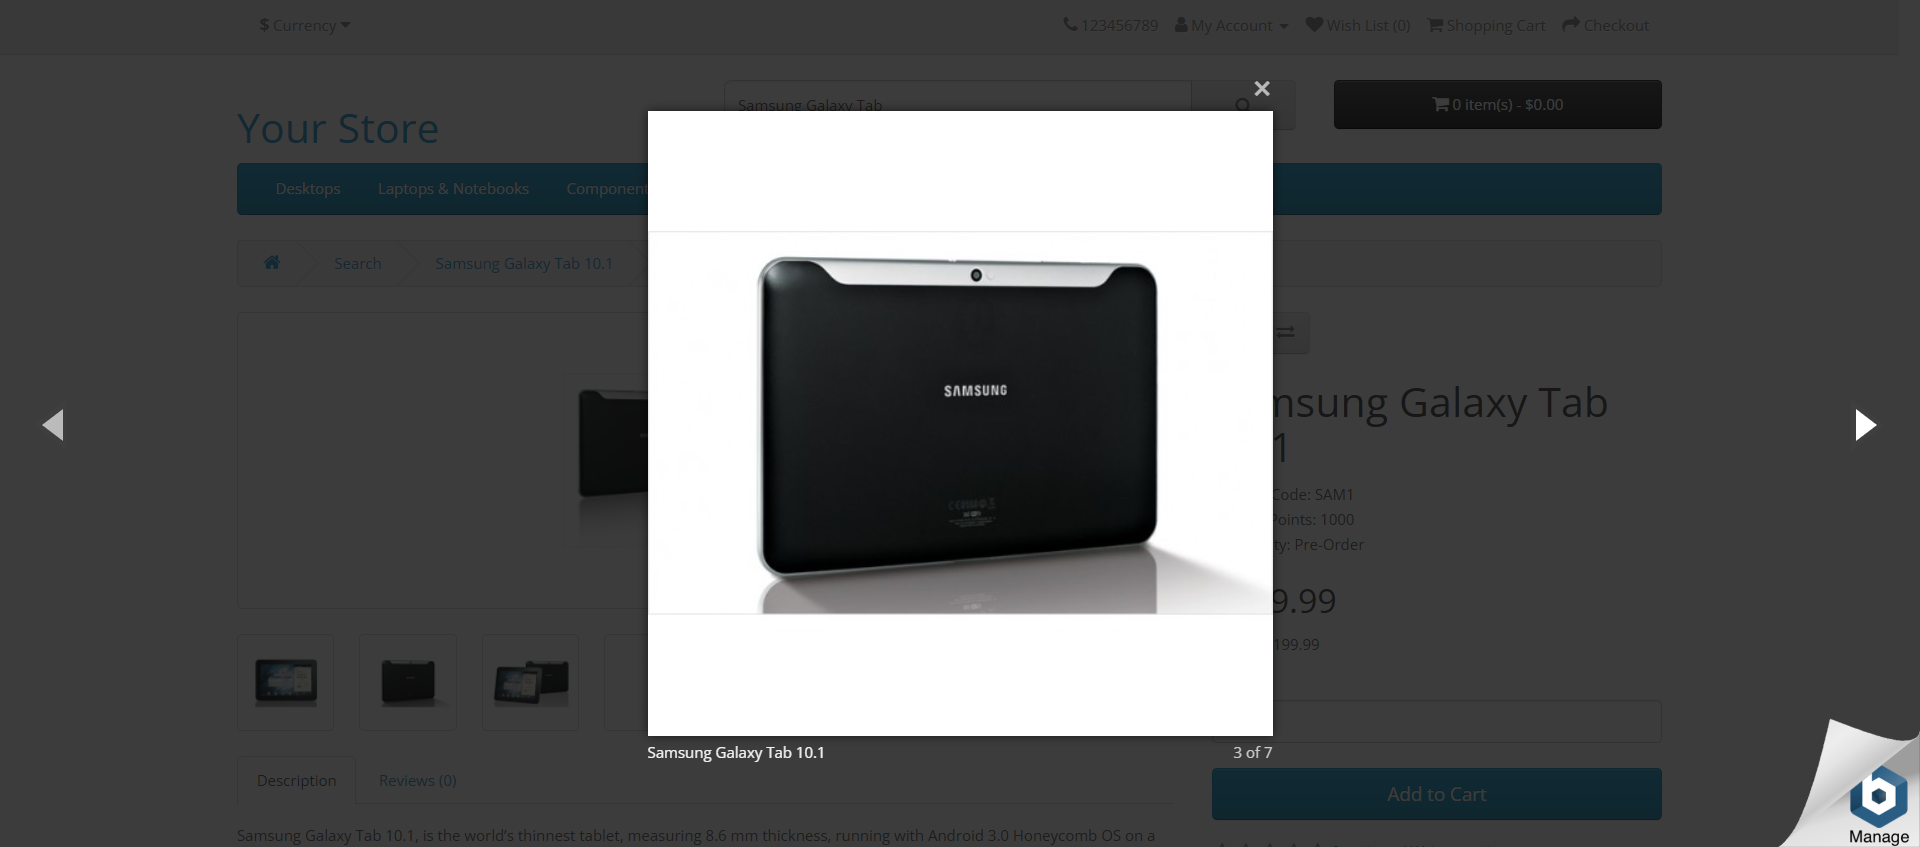 $ Currency
123456789 My Account Wish List (0) Shopping Cart Checkout
Your Store
Samsung Galaxy Tab
0 item(s) - $0.00
Desktops Laptops & Notebooks Component
Search Samsung Galaxy Tab 10.1
msung Galaxy Tab
1
Code: SAM1
Points: 1000
ty: Pre-Order
9.99
199.99
SAMSUNG
Samsung Galaxy Tab 10.1
3 of 7
Add to Cart
Description Reviews (0)
Samsung Galaxy Tab 10.1, is the world's thinnest tablet, measuring 8.6 mm thickness, running with Android 3.0 Honeycomb OS on a
Manage